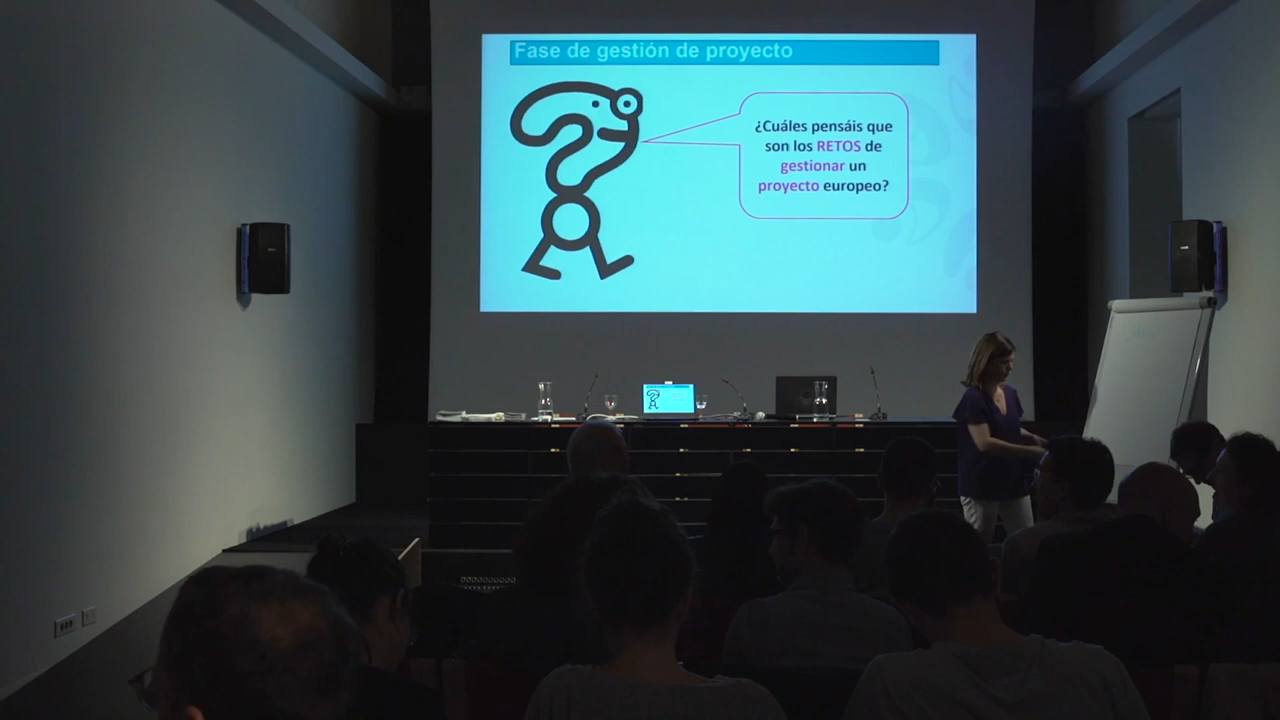 Fase de gestión de proyecto
¿Cuáles pensáis que
son los RETOS de
gestionar un
proyecto europeo?